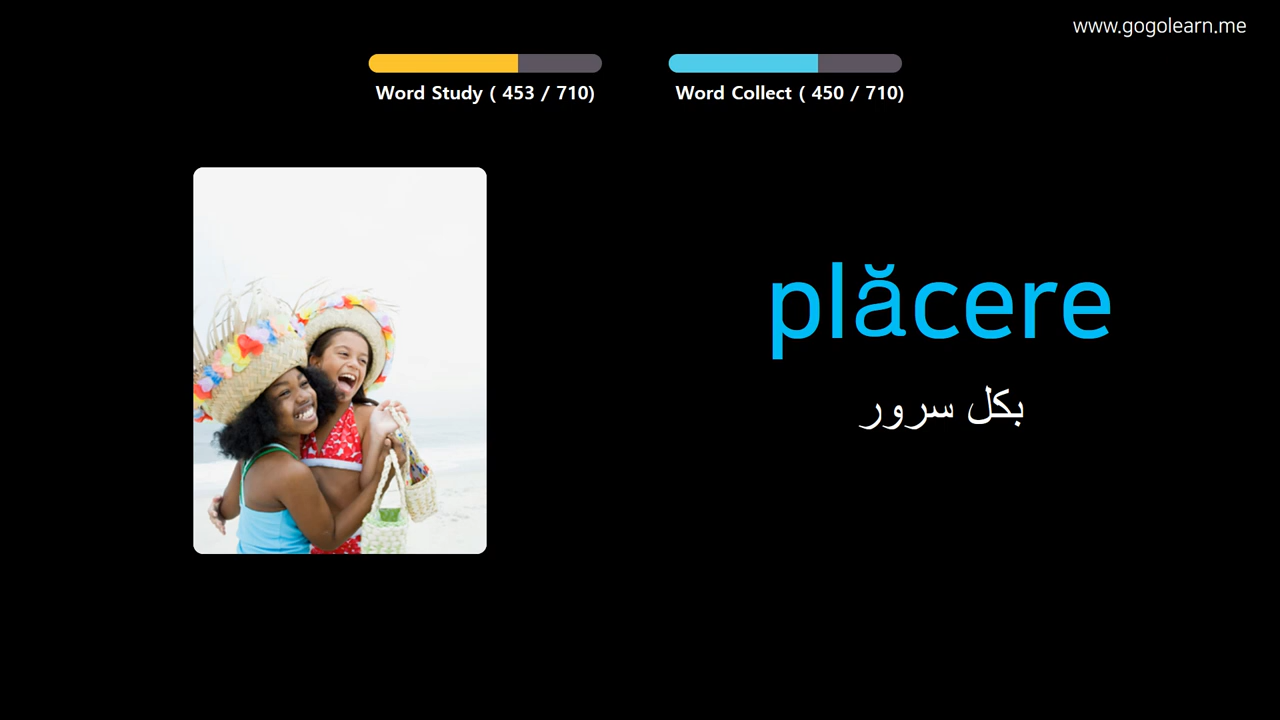 www.gogolearn.me
Word Study ( 453 / 710)
Word Collect ( 450 / 710)
plăcere
بكل سرور